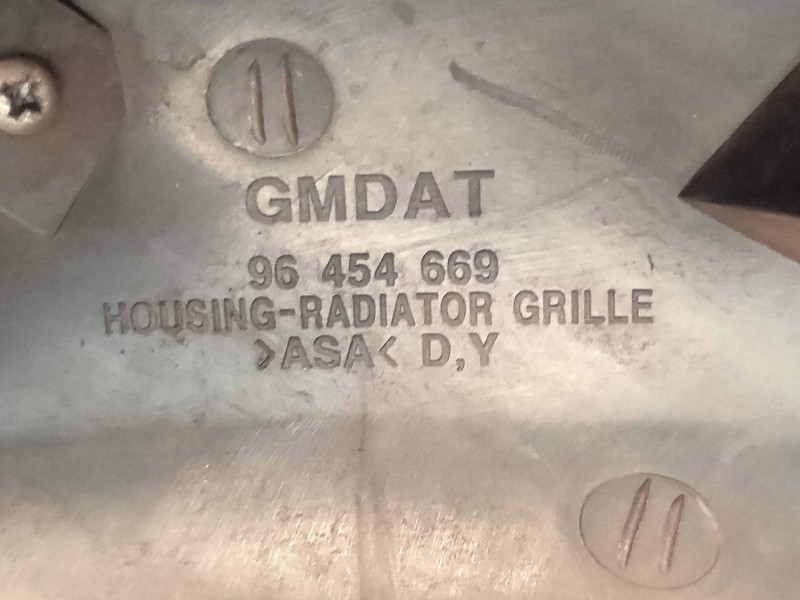 GMDAT
96 454 669
HOUSING-RADIATOR GRILLE
>ASA< D,Y